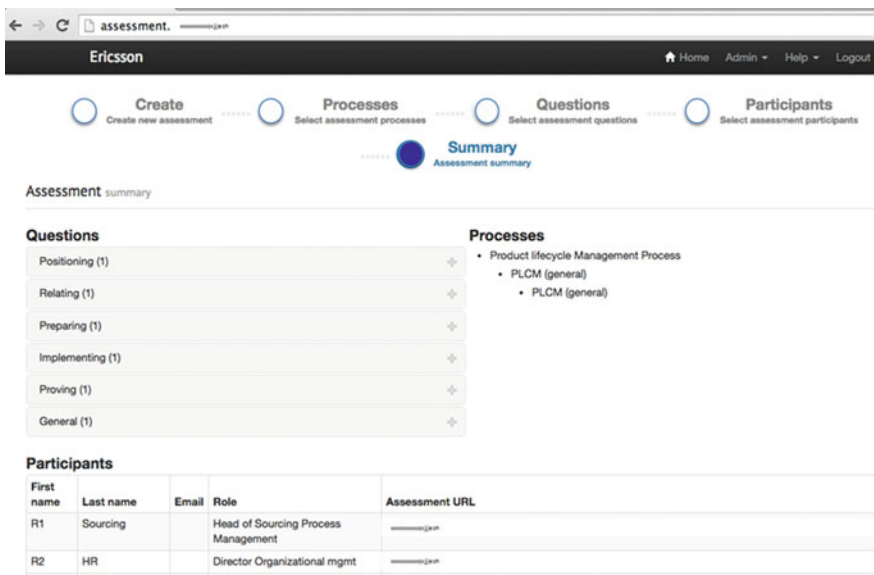 assessment.
Ericsson
Home Admin Help Logout
Create
Create new assessment
Processes
Select assessment processes
Questions
Select assessment questions
Participants
Select assessment participants
Summary
Assessment summary
Assessment summary
Questions
Positioning (1)
Relating (1)
Preparing (1)
Implementing (1)
Proving (1)
General (1)
Processes
• Product lifecycle Management Process
• PLCM (general)
• PLCM (general)
Participants
First name Last name Email Role Assessment URL
R1 Sourcing Head of Sourcing Process Management
R2 HR Director Organizational mgmt